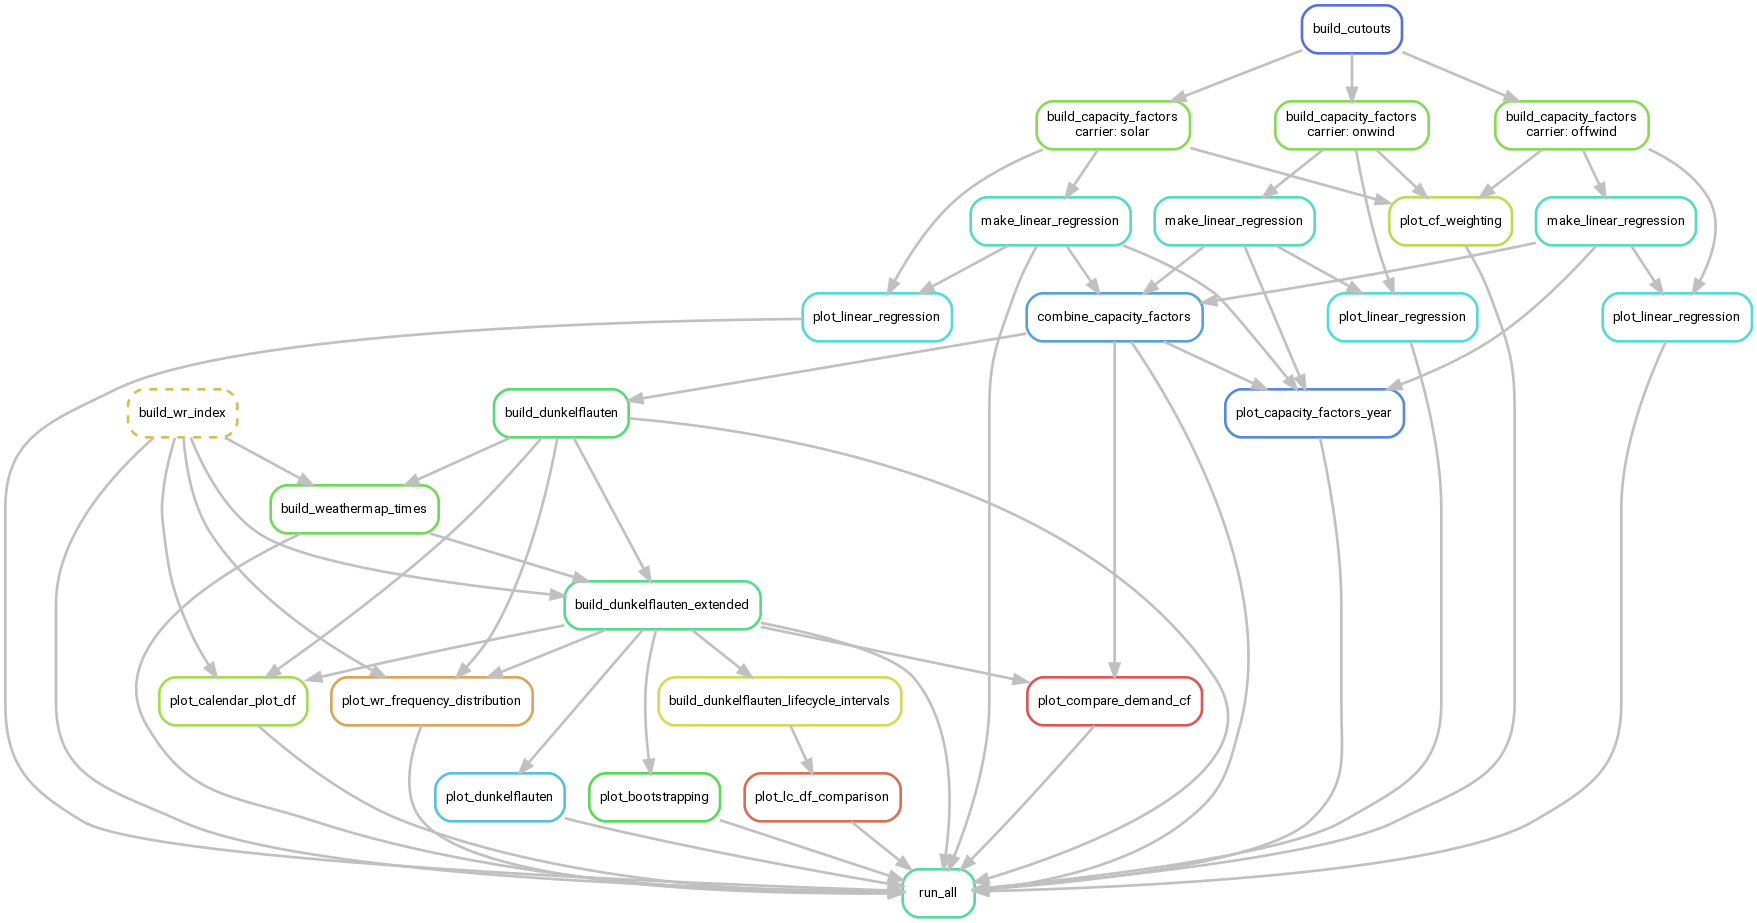 build_cutouts
build_capacity_factors
carrier: solar
build_capacity_factors
carrier: onwind
build_capacity_factors
carrier: offwind
make_linear_regression
make_linear_regression
plot_cf_weighting
make_linear_regression
plot_linear_regression
combine_capacity_factors
plot_linear_regression
plot_linear_regression
build_wr_index
build_dunkelflauten
plot_capacity_factors_year
build_weathermap_times
build_dunkelflauten_extended
plot_calendar_plot_df
plot_wr_frequency_distribution
build_dunkelflauten_lifecycle_intervals
plot_compare_demand_cf
plot_dunkelflauten
plot_bootstrapping
plot_lc_df_comparison
run_all